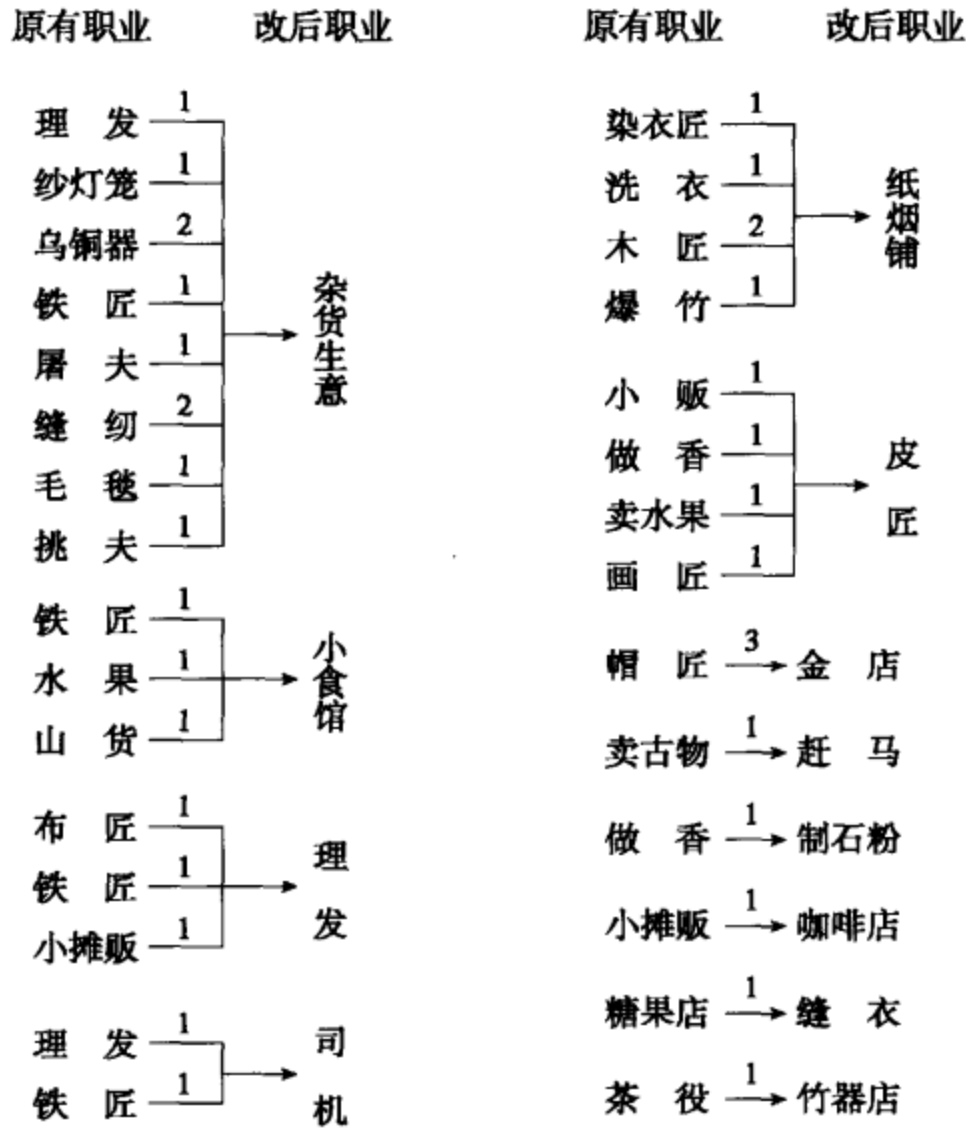 原有职业 改后职业
理发 1
纱灯笼 1
乌铜器 2
铁匠 1
屠夫 1
缝纫 2
毛毯 1
挑夫 1
杂货生意
铁匠 1
水果 1
山货 1
小食馆
布匠 1
铁匠 1
小摊贩 1
理发
理发 1
铁匠 1
司机
原有职业 改后职业
染衣匠 1
洗衣 1
木匠 2
爆竹 1
纸烟铺
小贩 1
做香 1
卖水果 1
画匠 1
皮匠
帽匠 3 金店
卖古物 1 赶马
做香 1 制石粉
小摊贩 1 咖啡店
糖果店 1 缝衣
茶役 1 竹器店